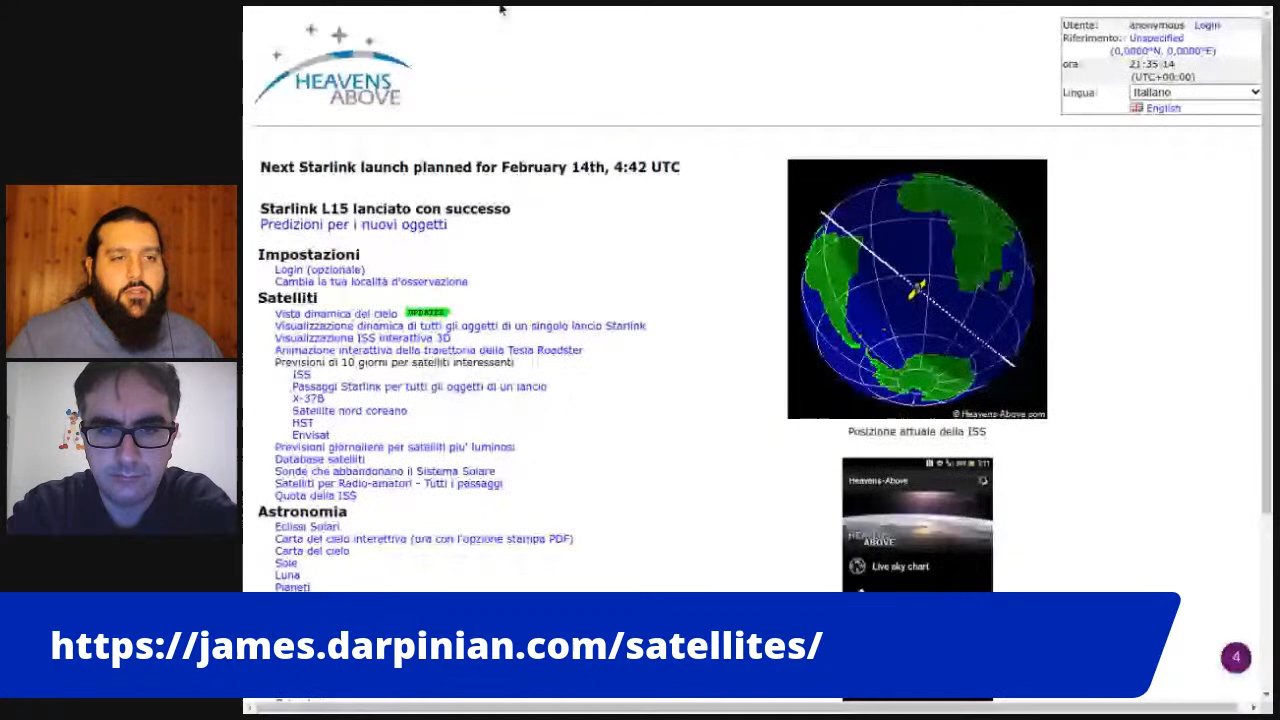 HEAVENS
ABOVE
Utente: anonymous Login
Riferimento: Unspecified
(0,0000°N, 0,0000°E)
ora 21:35:14
(UTC+00:00)
Lingua: Italiano
English
Next Starlink launch planned for February 14th, 4:42 UTC
Starlink L15 lanciato con successo
Predizioni per i nuovi oggetti
Impostazioni
Login (opzionale)
Cambia la tua località d'osservazione
Satelliti
Vista dinamica del cielo UPDATED
Visualizzazione dinamica di tutti gli oggetti di un singolo lancio Starlink
Visualizzazione ISS interattiva 3D
Animazione interattiva della traiettoria della Tesla Roadster
Previsioni di 10 giorni per satelliti interessanti
ISS
Passaggi Starlink per tutti gli oggetti di un lancio
X-37B
Satellite nord coreano
HST
Envisat
Previsioni giornaliere per satelliti piu' luminosi
Database satelliti
Sonde che abbandonano il Sistema Solare
Satelliti per Radio-amatori - Tutti i passaggi
Quota della ISS
Astronomia
Eclissi Solari
Carta del cielo interattiva (ora con l'opzione stampa PDF)
Carta del cielo
Sole
Luna
Pianeti
© Heavens-Above.com
Posizione attuale della ISS
Heavens-Above
HEAVENS
ABOVE
Live sky chart
https://james.darpinian.com/satellites/
4